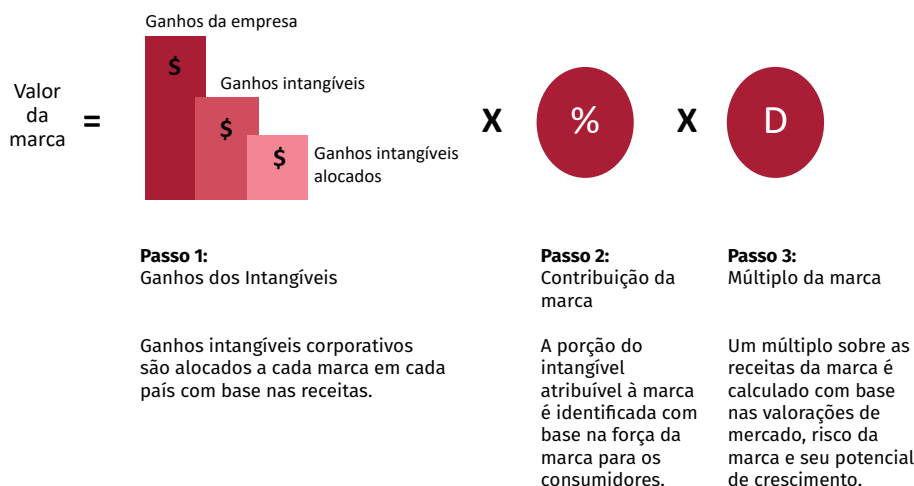 Ganhos da empresa
$
Valor
da
marca
=
Ganhos intangíveis
$
Ganhos intangíveis
alocados
$
X
%
X
D
Passo 1:
Ganhos dos Intangíveis
Ganhos intangíveis corporativos
são alocados a cada marca em cada
país com base nas receitas.
Passo 2:
Contribuição da
marca
A porção do
intangível
atribuível à marca
é identificada com
base na força da
marca para os
consumidores.
Passo 3:
Múltiplo da marca
Um múltiplo sobre as
receitas da marca é
calculado com base
nas valorações de
mercado, risco da
marca e seu potencial
de crescimento.